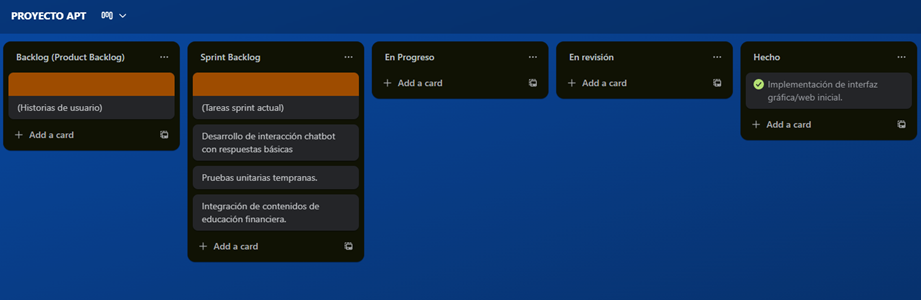 PROYECTO APT
Backlog (Product Backlog)
(Historias de usuario)
Add a card
Sprint Backlog
(Tareas sprint actual)
Desarrollo de interacción chatbot
con respuestas básicas
Pruebas unitarias tempranas.
Integración de contenidos de
educación financiera.
Add a card
En Progreso
Add a card
En revisión
Add a card
Hecho
Implementación de interfaz
gráfica/web inicial.
Add a card